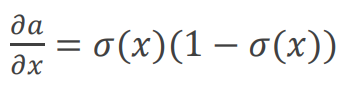 ∂a/∂x = σ(x)(1 − σ(x))